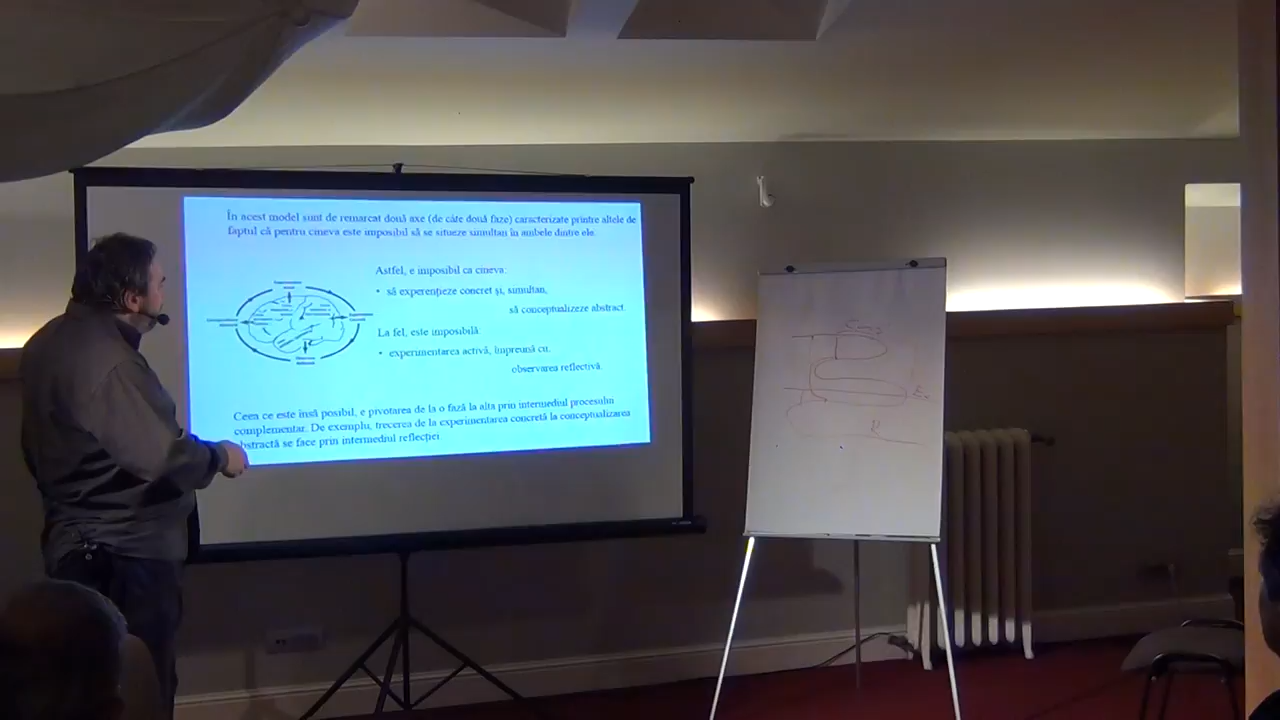 În acest model sunt de remarcat două axe (de câte două faze) caracterizate printre altele de
faptul că pentru cineva este imposibil să se situeze simultan în ambele dintre ele.
Astfel, e imposibil ca cineva:
• să experențieze concret și, simultan,
să conceptualizeze abstract.
La fel, este imposibilă:
• experimentarea activă, împreună cu,
observarea reflectivă.
Ceea ce este însă posibil, e pivotarea de la o fază la alta prin intermediul procesului
complementar. De exemplu, trecerea de la experimentarea concretă la conceptualizarea
abstractă se face prin intermediul reflecției.